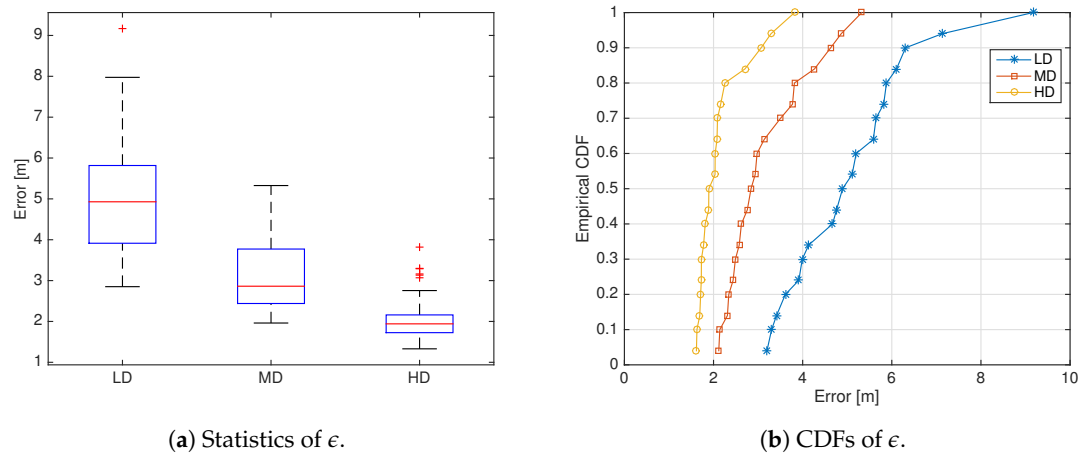 Error [m]
9
8
7
6
5
4
3
2
1
LD
MD
HD
(a) Statistics of ϵ.
Empirical CDF
1
0.9
0.8
0.7
0.6
0.5
0.4
0.3
0.2
0.1
0
0
2
4
6
8
10
Error [m]
LD
MD
HD
(b) CDFs of ϵ.